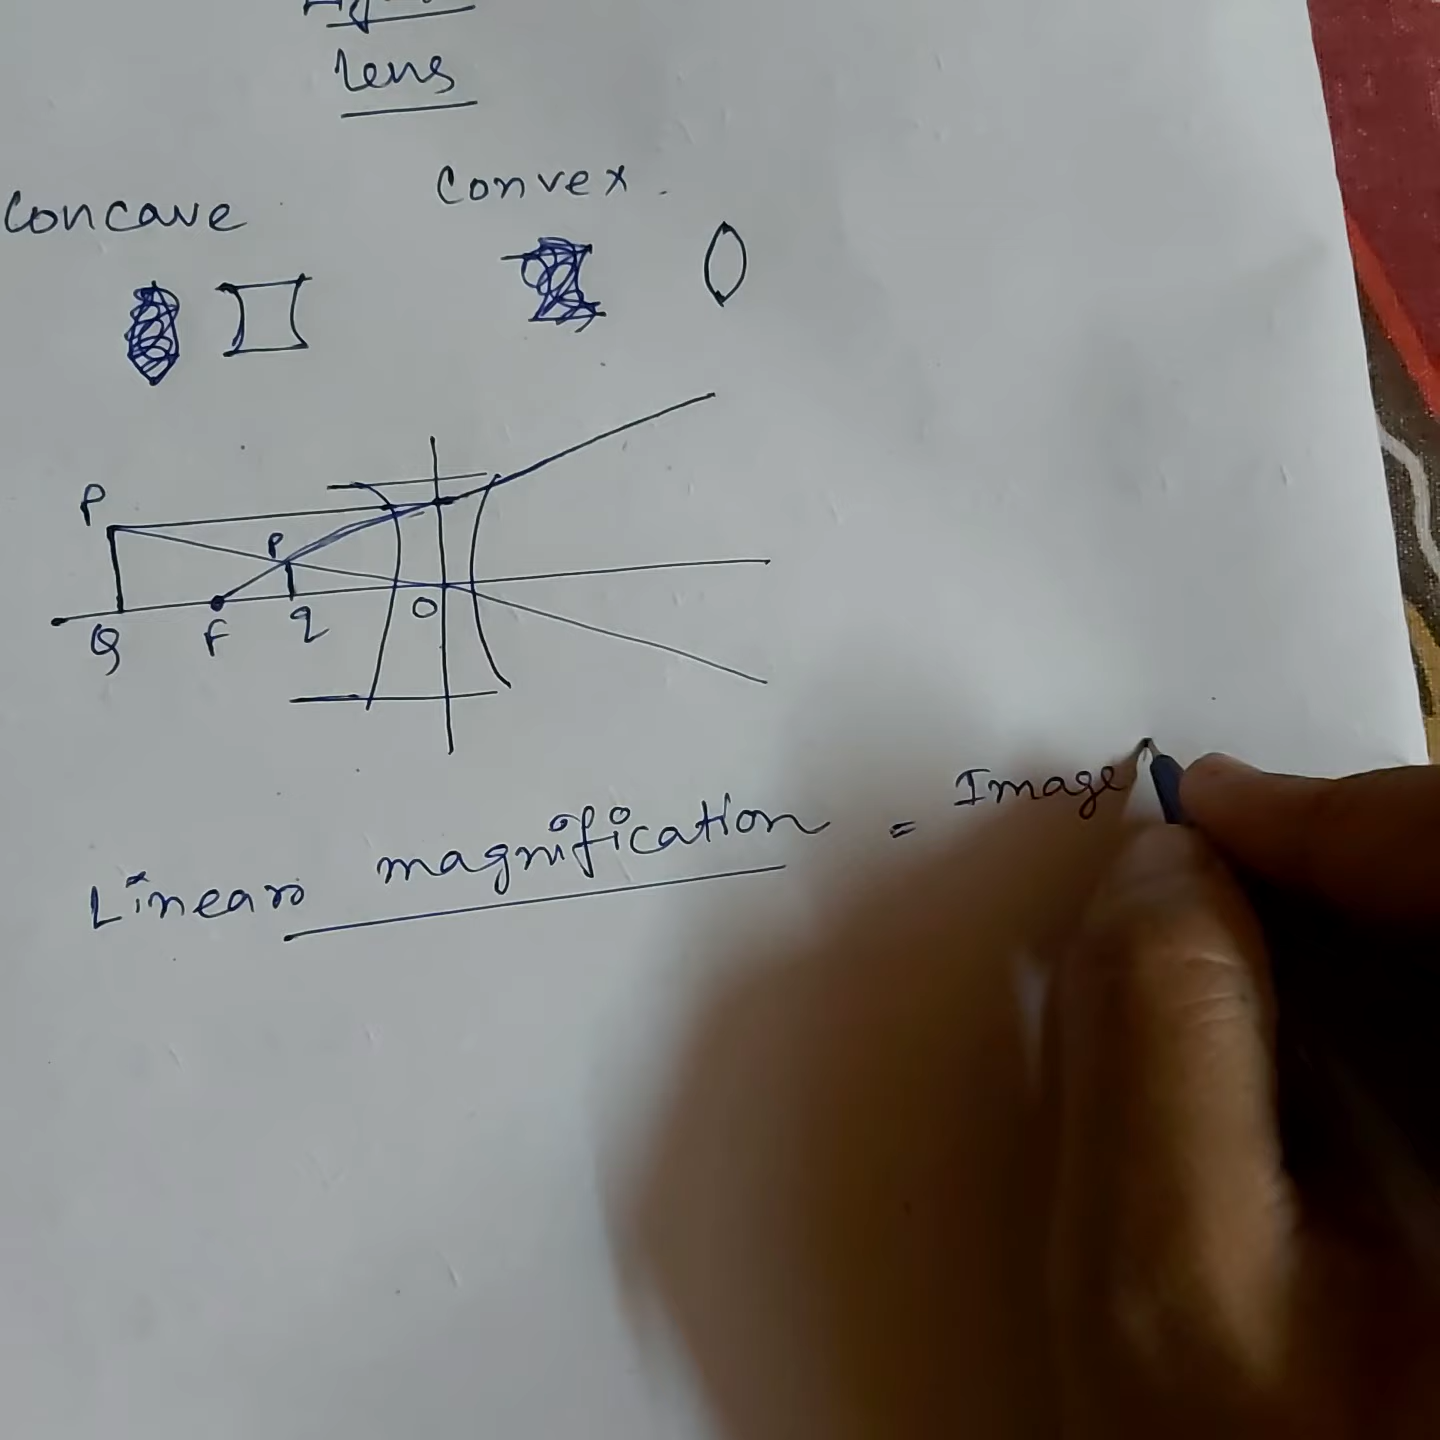 lens
Concave
Convex
P
P
Q
F
q
O
Linear magnification = Image